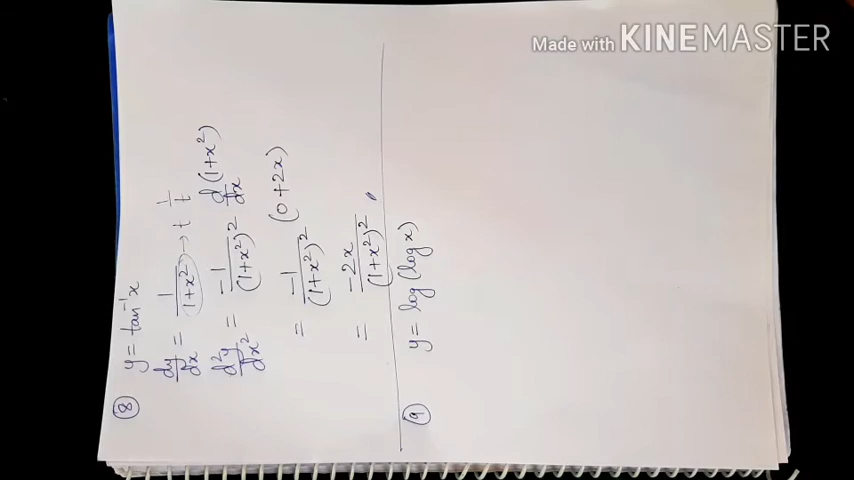 Made with KINEMASTER
⑧ y = tan⁻¹x
dy/dx = 1/(1+x²) → t 1/t
d²y/dx² = -1/(1+x²)² d/dx (1+x²)
= -1/(1+x²)² (0+2x)
= -2x/(1+x²)²
⑨ y = log(log x)